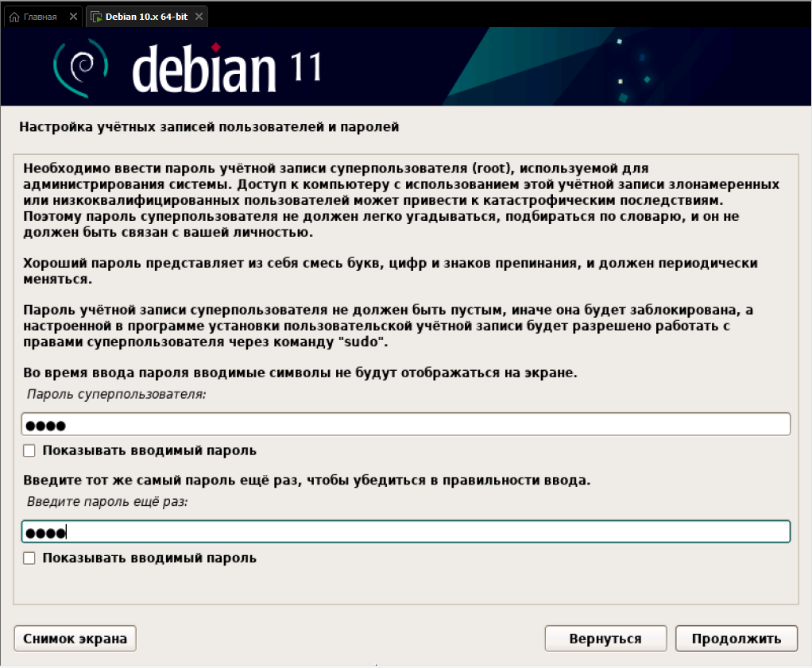 Главная
Debian 10.x 64-bit
debian 11
Настройка учётных записей пользователей и паролей
Необходимо ввести пароль учётной записи суперпользователя (root), используемой для
администрирования системы. Доступ к компьютеру с использованием этой учётной записи злонамеренных
или низкоквалифицированных пользователей может привести к катастрофическим последствиям.
Поэтому пароль суперпользователя не должен легко угадываться, подбираться по словарю, и он не
должен быть связан с вашей личностью.
Хороший пароль представляет из себя смесь букв, цифр и знаков препинания, и должен периодически
меняться.
Пароль учётной записи суперпользователя не должен быть пустым, иначе она будет заблокирована, а
настроенной в программе установки пользовательской учётной записи будет разрешено работать с
правами суперпользователя через команду "sudo".
Во время ввода пароля вводимые символы не будут отображаться на экране.
Пароль суперпользователя:
●●●●
Показывать вводимый пароль
Введите тот же самый пароль ещё раз, чтобы убедиться в правильности ввода.
Введите пароль ещё раз:
●●●●
Показывать вводимый пароль
Снимок экрана
Вернуться
Продолжить